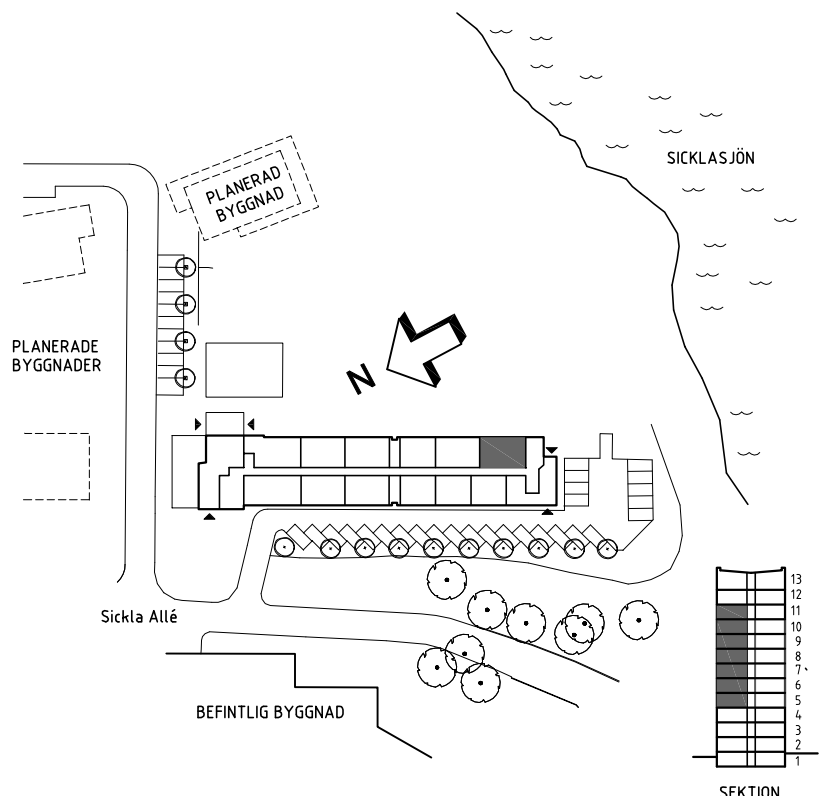 SICKLASJÖN
PLANERAD
BYGGNAD
PLANERADE
BYGGNADER
N
Sickla Allé
BEFINTLIG BYGGNAD
13
12
11
10
9
8
7
6
5
4
3
2
1
SEKTION